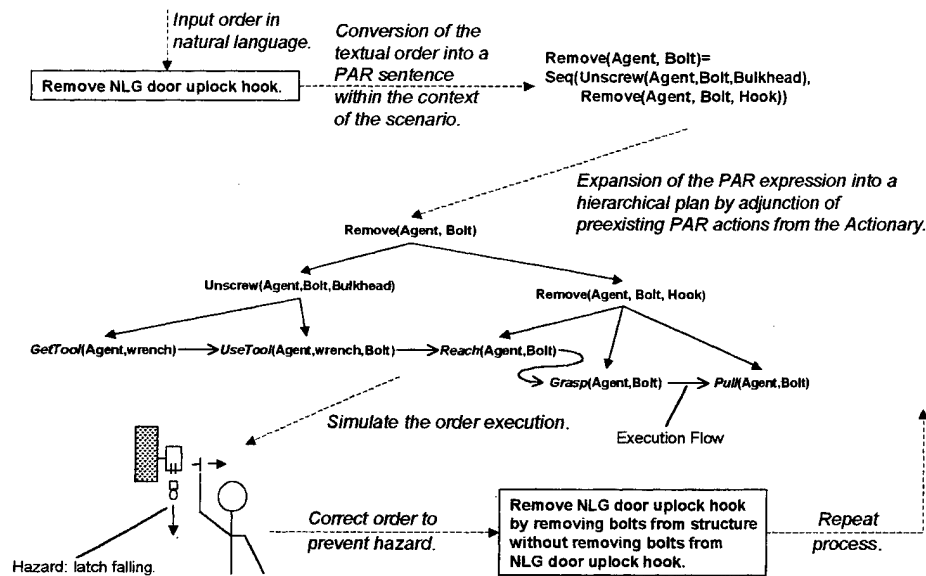 Input order in
natural language.
Remove NLG door uplock hook.
Conversion of the
textual order into a
PAR sentence
within the context
of the scenario.
Remove(Agent, Bolt)=
Seq(Unscrew(Agent,Bolt,Bulkhead),
Remove(Agent, Bolt, Hook))
Expansion of the PAR expression into a
hierarchical plan by adjunction of
preexisting PAR actions from the Actionary.
Remove(Agent, Bolt)
Unscrew(Agent,Bolt,Bulkhead)
Remove(Agent, Bolt, Hook)
GetTool(Agent,wrench)
UseTool(Agent,wrench,Bolt)
Reach(Agent,Bolt)
Grasp(Agent,Bolt)
Pull(Agent,Bolt)
Execution Flow
Simulate the order execution.
Hazard: latch falling.
Correct order to
prevent hazard.
Remove NLG door uplock hook
by removing bolts from structure
without removing bolts from
NLG door uplock hook.
Repeat
process.